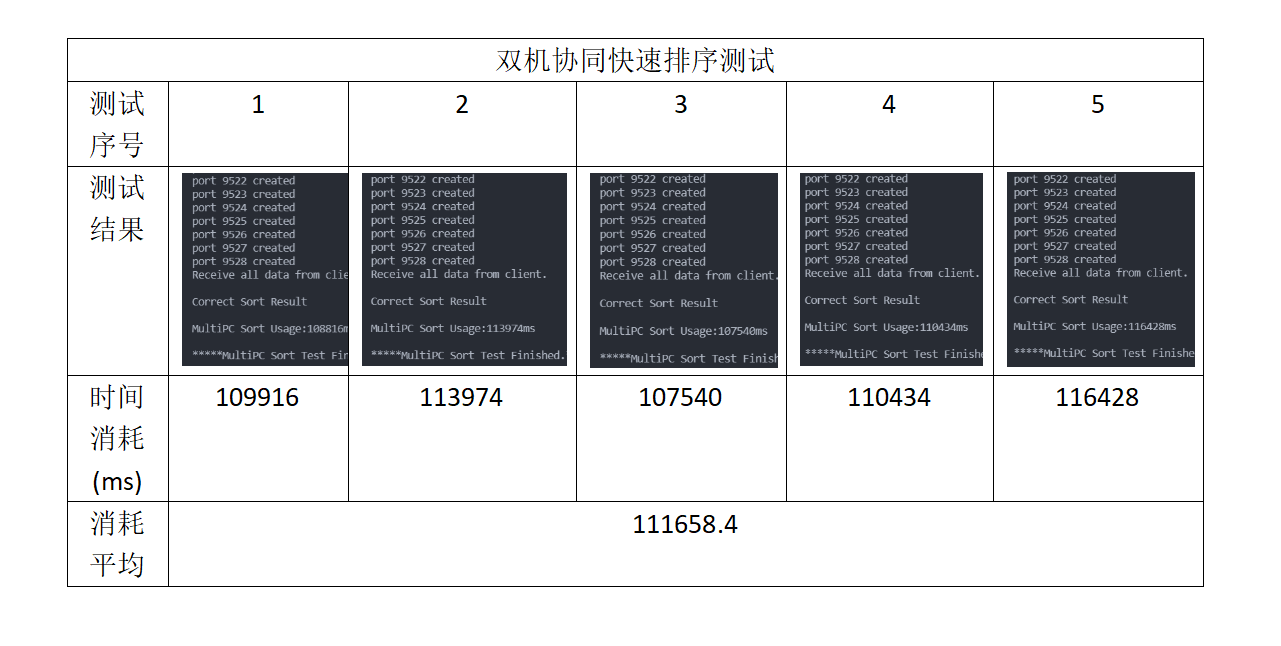 双机协同快速排序测试
测试
序号
1
2
3
4
5
测试
结果
port 9522 created
port 9523 created
port 9524 created
port 9525 created
port 9526 created
port 9527 created
port 9528 created
Receive all data from clie
Correct Sort Result
MultiPC Sort Usage:108816m
*****MultiPC Sort Test Fin
port 9522 created
port 9523 created
port 9524 created
port 9525 created
port 9526 created
port 9527 created
port 9528 created
Receive all data from client.
Correct Sort Result
MultiPC Sort Usage:113974ms
*****MultiPC Sort Test Finished.
port 9522 created
port 9523 created
port 9524 created
port 9525 created
port 9526 created
port 9527 created
port 9528 created
Receive all data from client.
Correct Sort Result
MultiPC Sort Usage:107540ms
*****MultiPC Sort Test Finish
port 9522 created
port 9523 created
port 9524 created
port 9525 created
port 9526 created
port 9527 created
port 9528 created
Receive all data from client.
Correct Sort Result
MultiPC Sort Usage:110434ms
*****MultiPC Sort Test Finishe
port 9522 created
port 9523 created
port 9524 created
port 9525 created
port 9526 created
port 9527 created
port 9528 created
Receive all data from client.
Correct Sort Result
MultiPC Sort Usage:116428ms
*****MultiPC Sort Test Finishe
时间
消耗
(ms)
109916
113974
107540
110434
116428
消耗
平均
111658.4